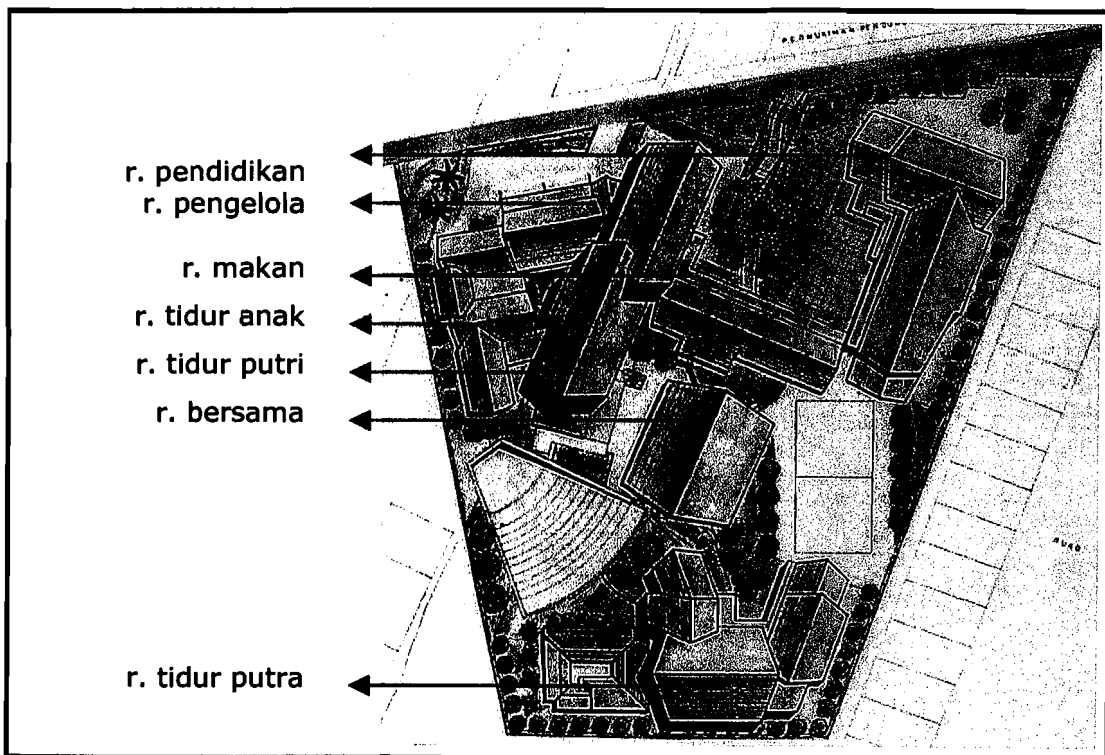 r. pendidikan
r. pengelola
r. makan
r. tidur anak
r. tidur putri
r. bersama
r. tidur putra